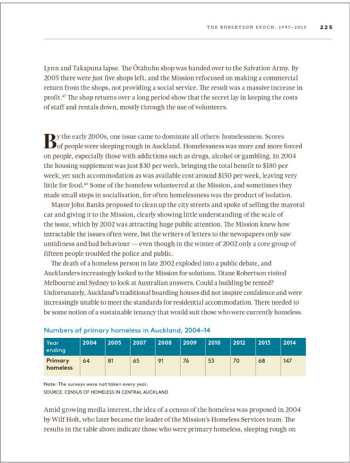 THE ROBERTSON EPOCH, 1997–2015 225
Lynn and Takapuna lapse. The Ōtāhuhu shop was handed over to the Salvation Army. By
2005 there were just five shops left, and the Mission refocused on making a commercial
return from the shops, not providing a social service. The result was a massive increase in
profit.⁴⁷ The shop returns over a long period show that the secret lay in keeping the costs
of staff and rentals down, mostly through the use of volunteers.
By the early 2000s, one issue came to dominate all others: homelessness. Scores
of people were sleeping rough in Auckland. Homelessness was more and more forced
on people, especially those with addictions such as drugs, alcohol or gambling. In 2004
the housing supplement was just $30 per week, bringing the total benefit to $180 per
week, yet such accommodation as was available cost around $150 per week, leaving very
little for food.⁴⁸ Some of the homeless volunteered at the Mission, and sometimes they
made small steps in socialisation, for often homelessness was the product of isolation.
Mayor John Banks proposed to clean up the city streets and spoke of selling the mayoral
car and giving it to the Mission, clearly showing little understanding of the scale of
the issue, which by 2002 was attracting huge public attention. The Mission knew how
intractable the issues often were, but the writers of letters to the newspapers only saw
untidiness and bad behaviour — even though in the winter of 2002 only a core group of
fifteen people troubled the police and public.
The death of a homeless person in late 2002 exploded into a public debate, and
Aucklanders increasingly looked to the Mission for solutions. Diane Robertson visited
Melbourne and Sydney to look at Australian answers. Could a building be rented?
Unfortunately, Auckland’s traditional boarding houses did not inspire confidence and were
increasingly unable to meet the standards for residential accommodation. There needed to
be some notion of a sustainable tenancy that would suit those who were currently homeless.
Numbers of primary homeless in Auckland, 2004–14
Year ending 2004 2005 2007 2008 2009 2010 2012 2013 2014
Primary homeless 64 81 65 91 76 53 70 68 147
Note: The surveys were not taken every year.
SOURCE: CENSUS OF HOMELESS IN CENTRAL AUCKLAND
Amid growing media interest, the idea of a census of the homeless was proposed in 2004
by Wilf Holt, who later became the leader of the Mission’s Homeless Services team. The
results in the table above indicate those who were primary homeless, sleeping rough on